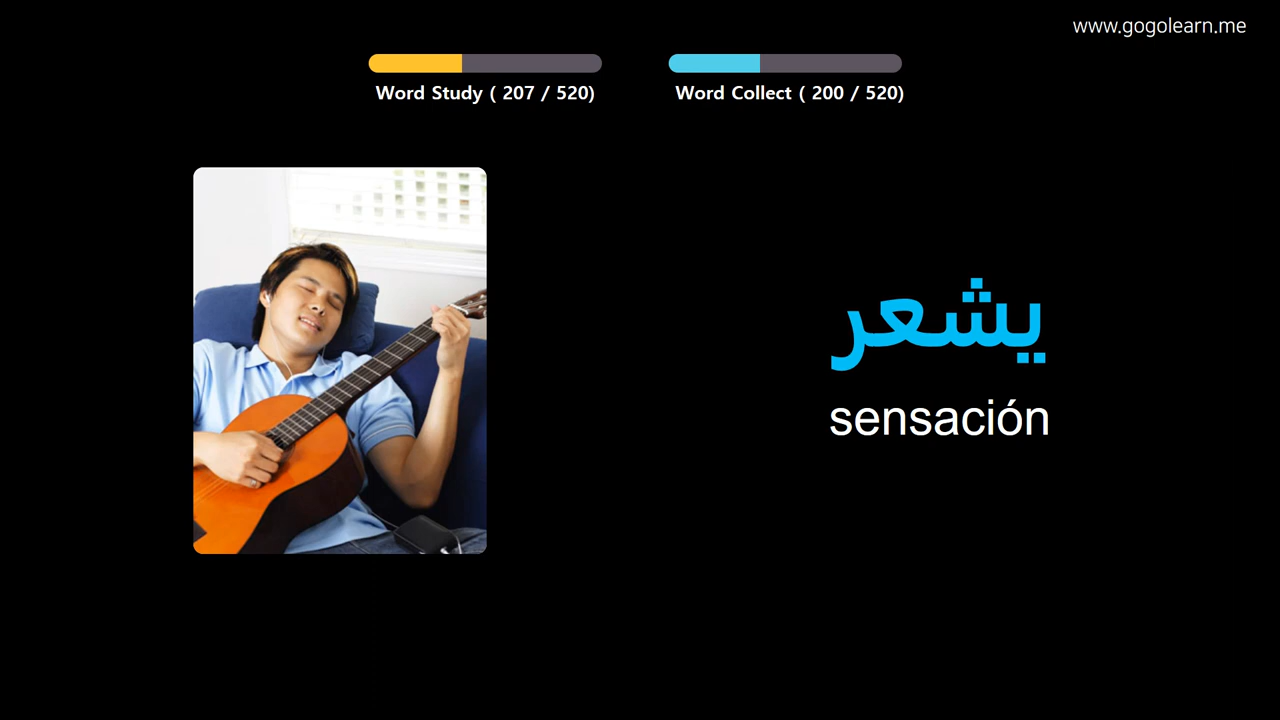 www.gogolearn.me
Word Study ( 207 / 520)
Word Collect ( 200 / 520)
يشعر
sensación